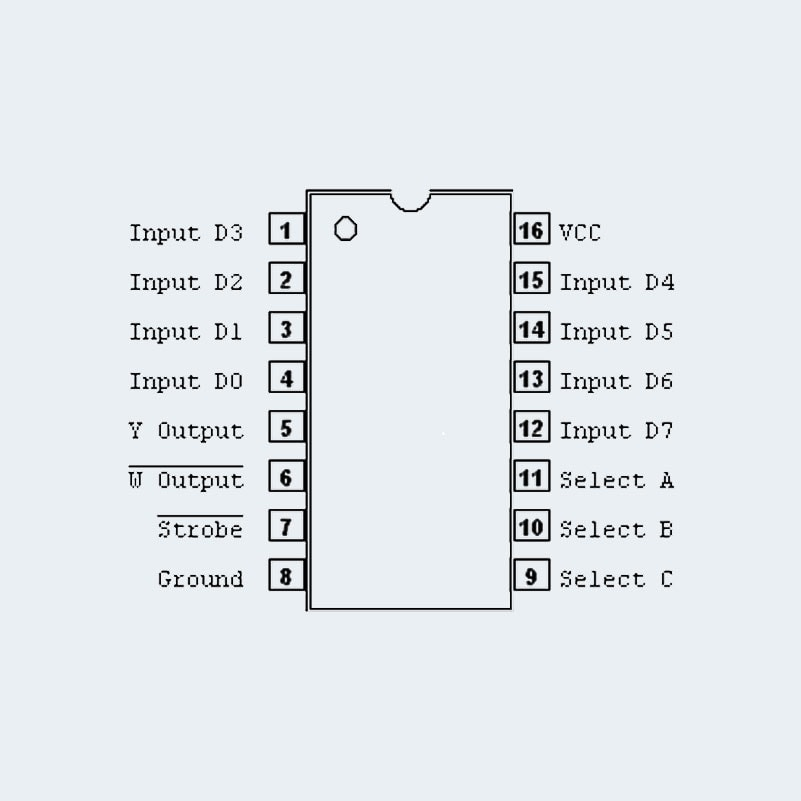 Input D3 1 16 VCC
Input D2 2 15 Input D4
Input D1 3 14 Input D5
Input D0 4 13 Input D6
Y Output 5 12 Input D7
W Output 6 11 Select A
Strobe 7 10 Select B
Ground 8 9 Select C